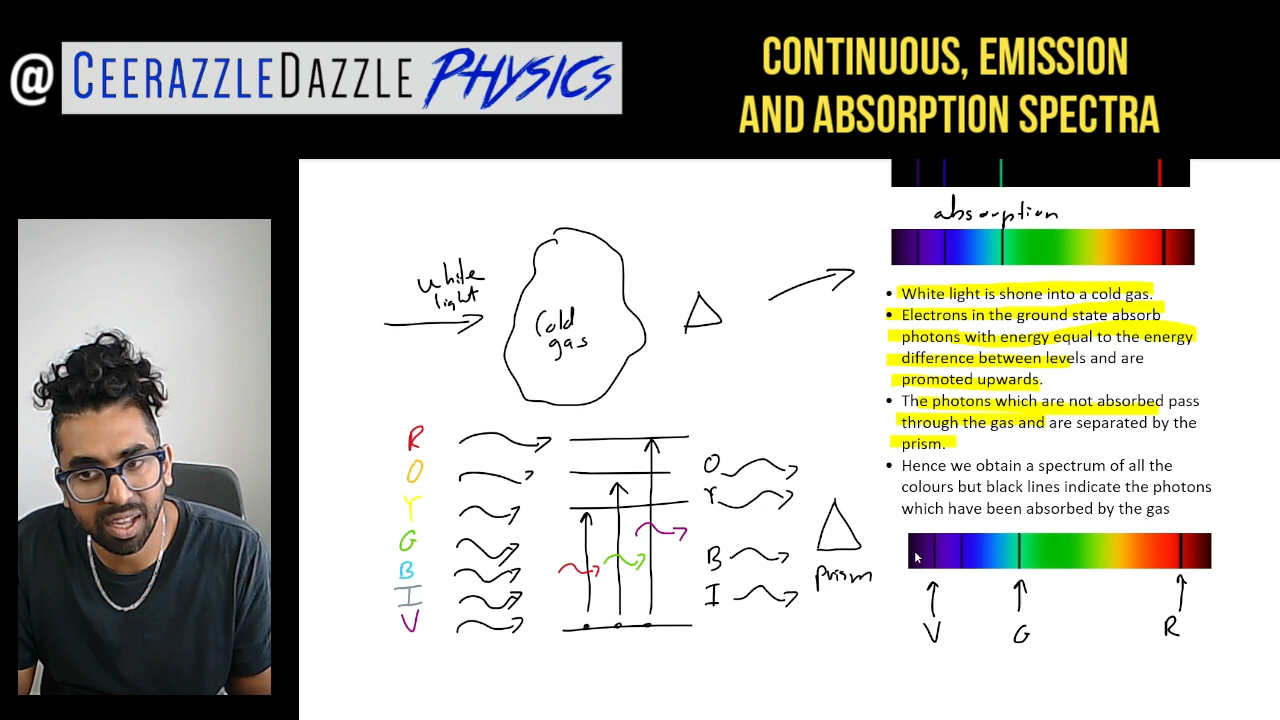 @ CEERAZZLEDAZZLE PHYSICS
CONTINUOUS, EMISSION
AND ABSORPTION SPECTRA
absorption
White
light
Cold
gas
• White light is shone into a cold gas.
• Electrons in the ground state absorb
photons with energy equal to the energy
difference between levels and are
promoted upwards.
• The photons which are not absorbed pass
through the gas and are separated by the
prism.
• Hence we obtain a spectrum of all the
colours but black lines indicate the photons
which have been absorbed by the gas
R
O
Y
G
B
I
V
O
Y
B
I
Prism
V G R